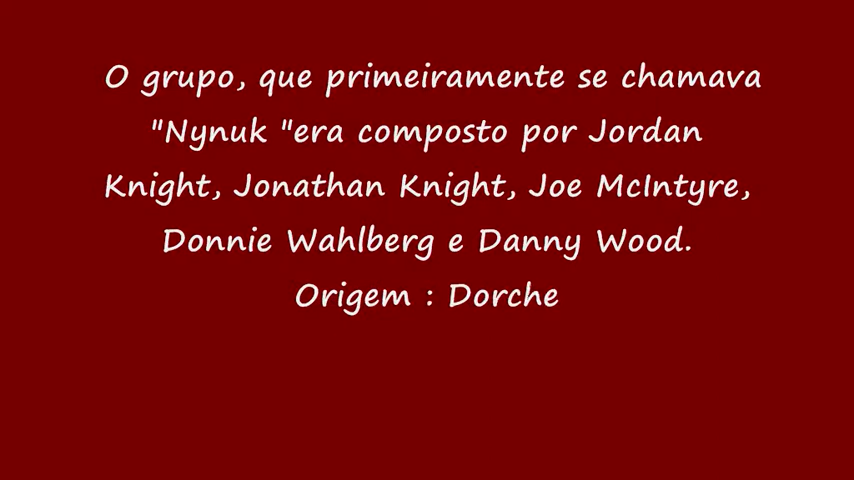 O grupo, que primeiramente se chamava
"Nynuk "era composto por Jordan
Knight, Jonathan Knight, Joe McIntyre,
Donnie Wahlberg e Danny Wood.
Origem : Dorche